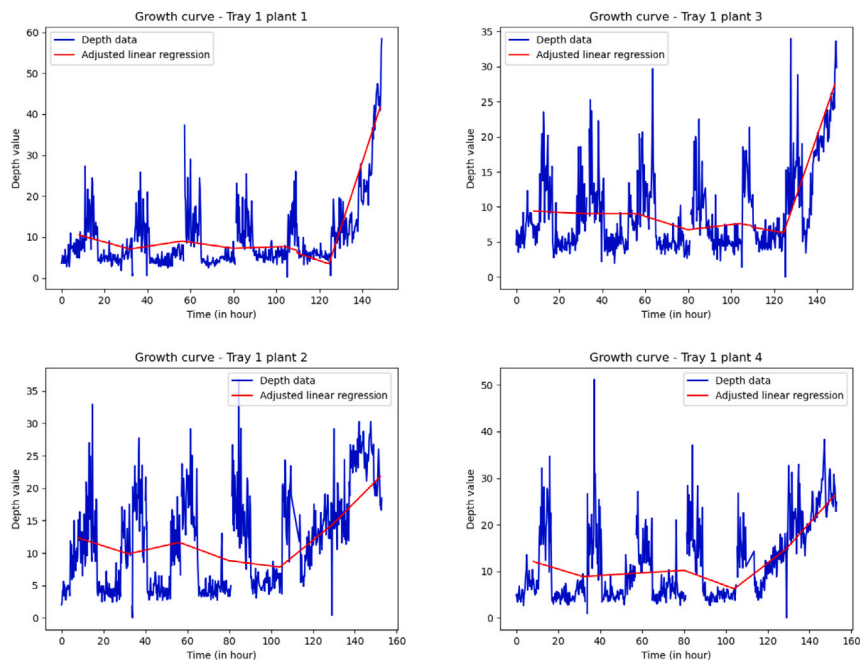 Growth curve - Tray 1 plant 1
Depth data
Adjusted linear regression
Depth value
60
50
40
30
20
10
0
0 20 40 60 80 100 120 140
Time (in hour)
Growth curve - Tray 1 plant 3
Depth data
Adjusted linear regression
Depth value
35
30
25
20
15
10
5
0
0 20 40 60 80 100 120 140
Time (in hour)
Growth curve - Tray 1 plant 2
Depth data
Adjusted linear regression
Depth value
35
30
25
20
15
10
5
0
0 20 40 60 80 100 120 140 160
Time (in hour)
Growth curve - Tray 1 plant 4
Depth data
Adjusted linear regression
Depth value
50
40
30
20
10
0
0 20 40 60 80 100 120 140 160
Time (in hour)